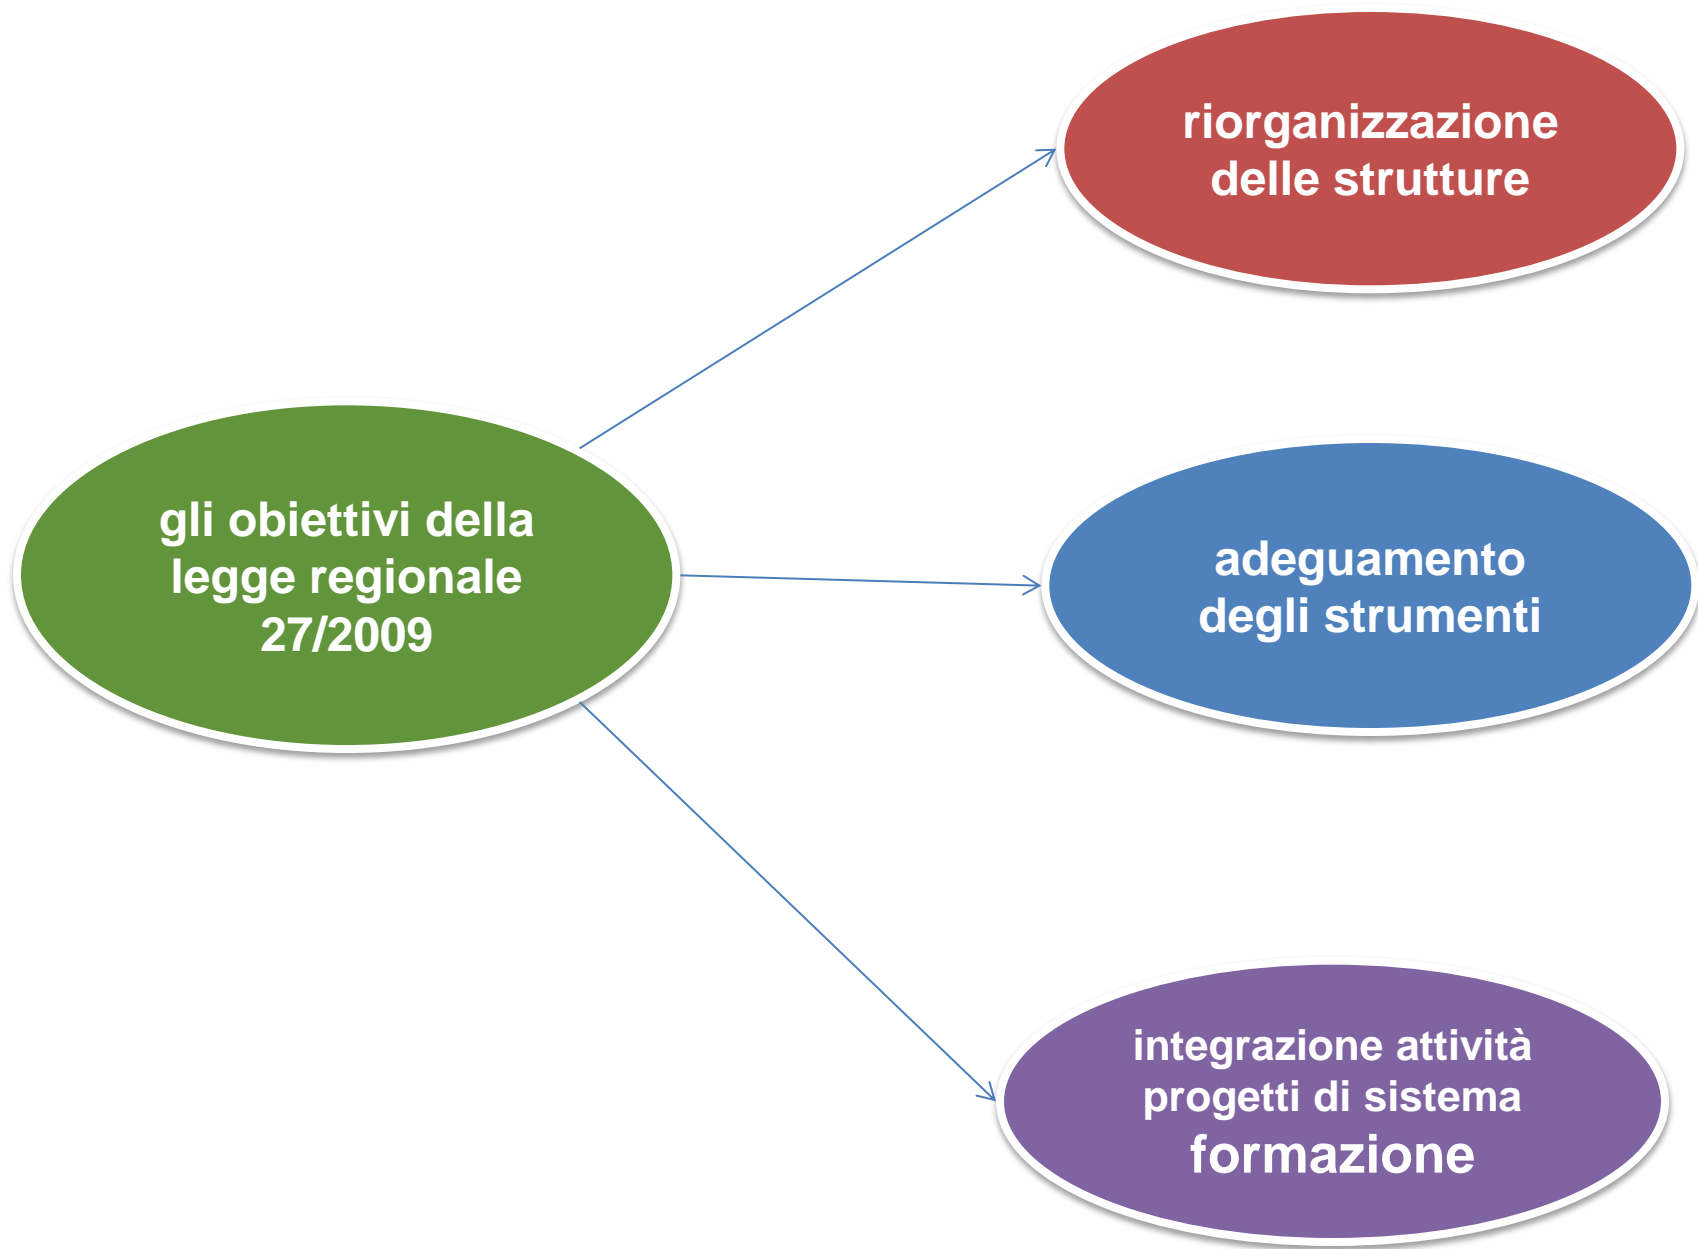 gli obiettivi della
legge regionale
27/2009
riorganizzazione
delle strutture
adeguamento
degli strumenti
integrazione attività
progetti di sistema
formazione